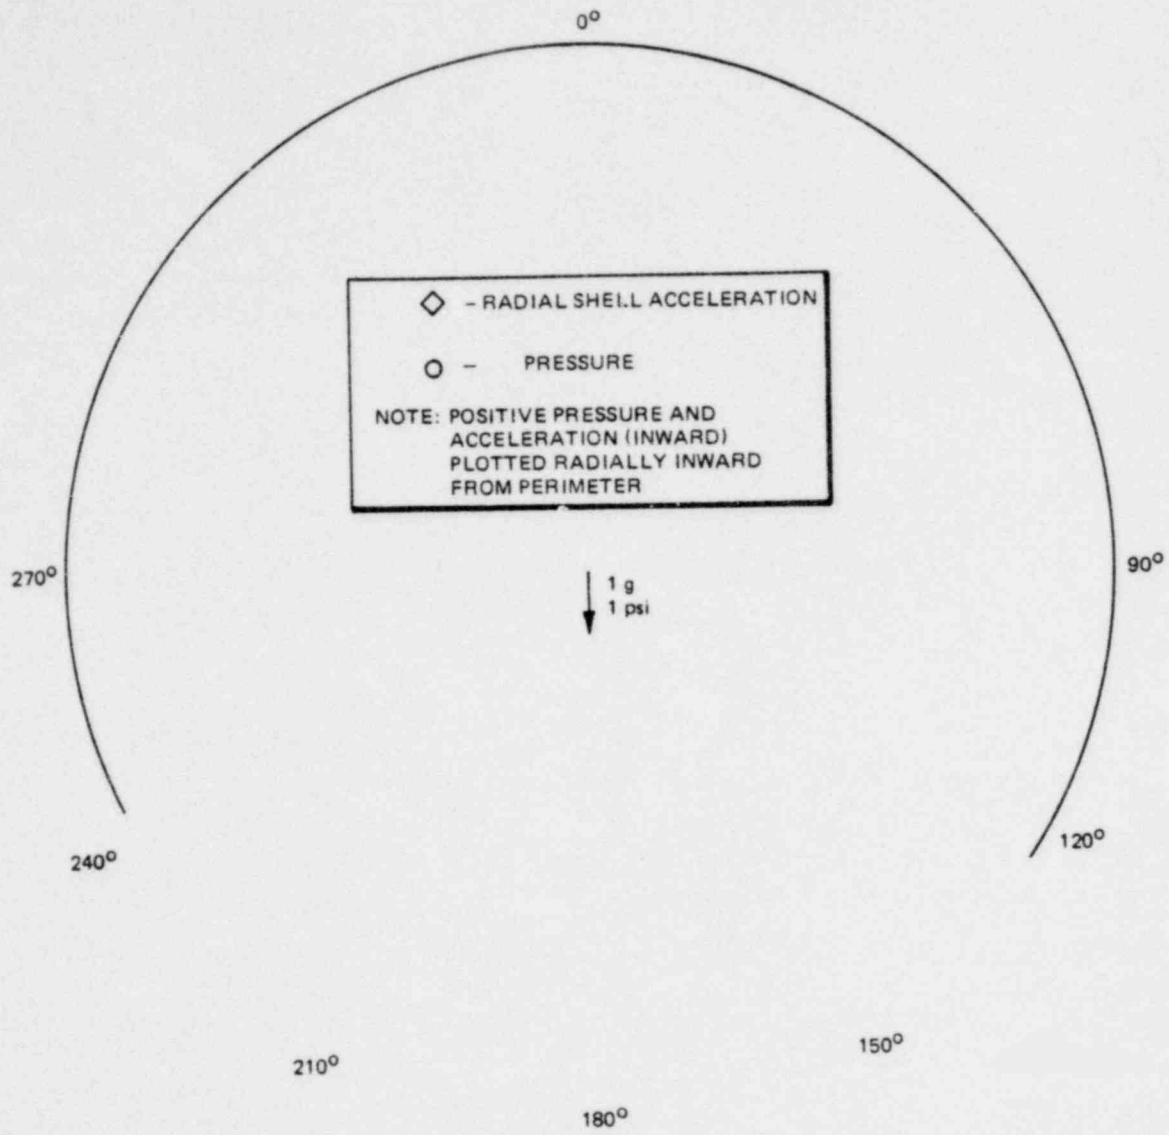 0°
◇ – RADIAL SHELL ACCELERATION
○ – PRESSURE
NOTE: POSITIVE PRESSURE AND
ACCELERATION (INWARD)
PLOTTED RADIALLY INWARD
FROM PERIMETER
270°
90°
1 g
1 psi
240°
120°
210°
150°
180°